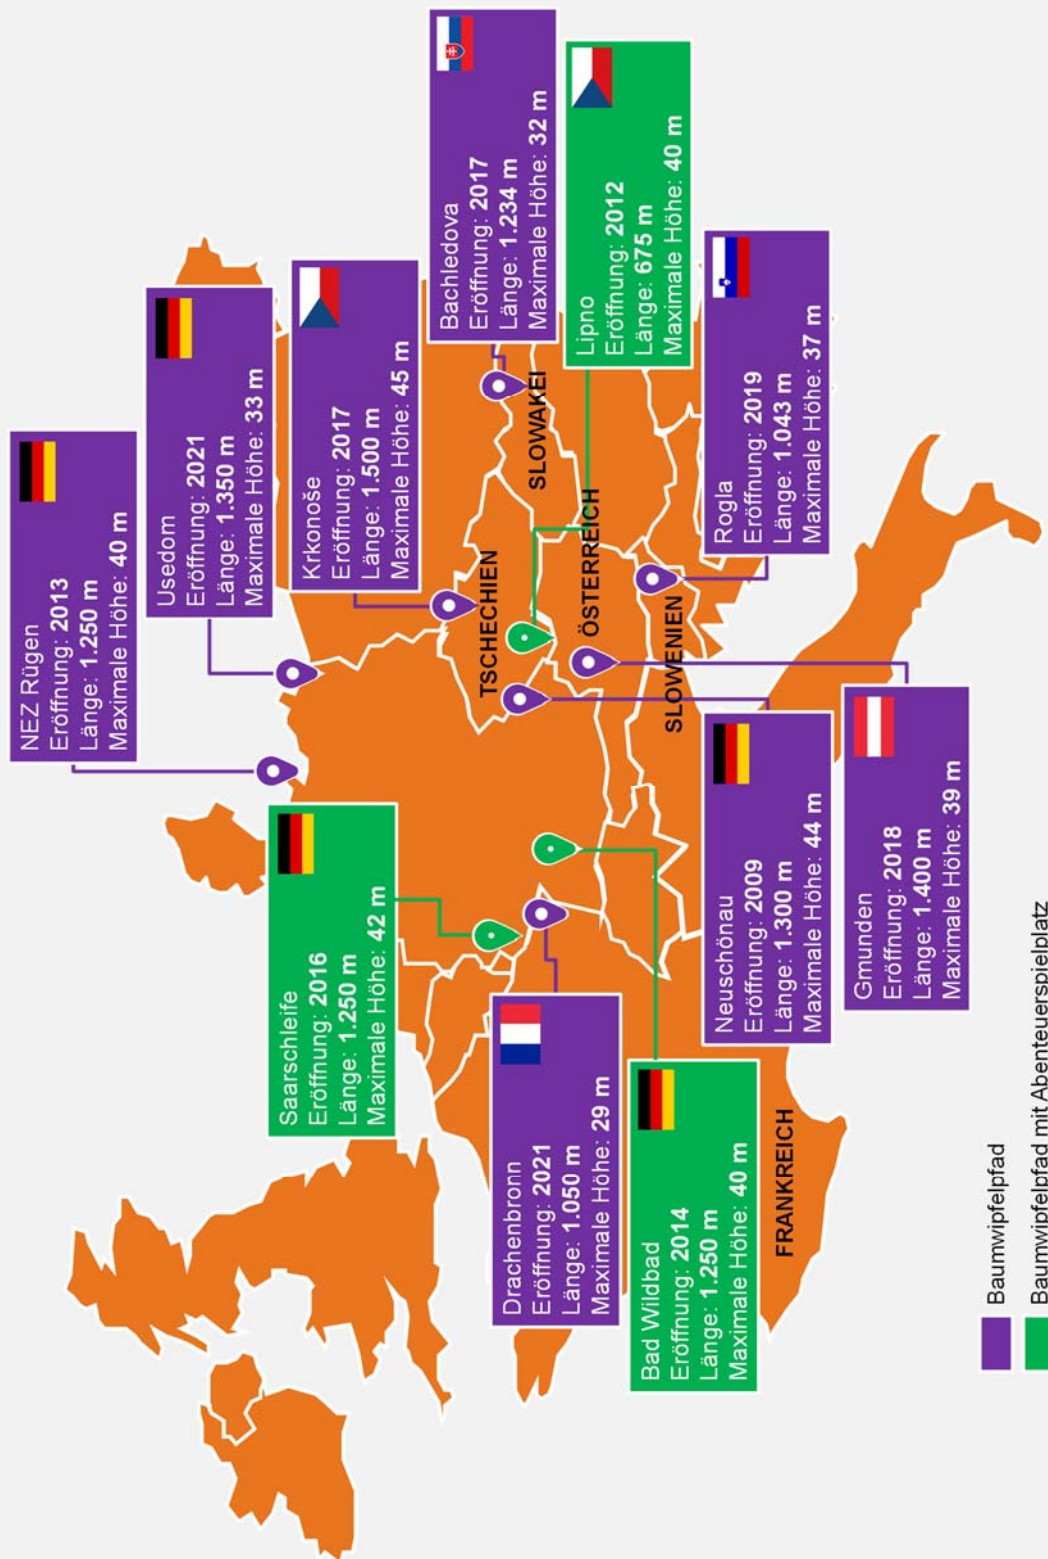 NEZ Rügen
Eröffnung: 2013
Länge: 1.250 m
Maximale Höhe: 40 m
Usedom
Eröffnung: 2021
Länge: 1.350 m
Maximale Höhe: 33 m
Krkonoše
Eröffnung: 2017
Länge: 1.500 m
Maximale Höhe: 45 m
Bachledova
Eröffnung: 2017
Länge: 1.234 m
Maximale Höhe: 32 m
Lipno
Eröffnung: 2012
Länge: 675 m
Maximale Höhe: 40 m
Rogla
Eröffnung: 2019
Länge: 1.043 m
Maximale Höhe: 37 m
Saarschleife
Eröffnung: 2016
Länge: 1.250 m
Maximale Höhe: 42 m
Drachenbronn
Eröffnung: 2021
Länge: 1.050 m
Maximale Höhe: 29 m
Bad Wildbad
Eröffnung: 2014
Länge: 1.250 m
Maximale Höhe: 40 m
Neuschönau
Eröffnung: 2009
Länge: 1.300 m
Maximale Höhe: 44 m
Gmunden
Eröffnung: 2018
Länge: 1.400 m
Maximale Höhe: 39 m
TSCHECHIEN
SLOWAKEI
ÖSTERREICH
SLOWENIEN
FRANKREICH
Baumwipfelpfad
Baumwipfelpfad mit Abenteuerspielplatz